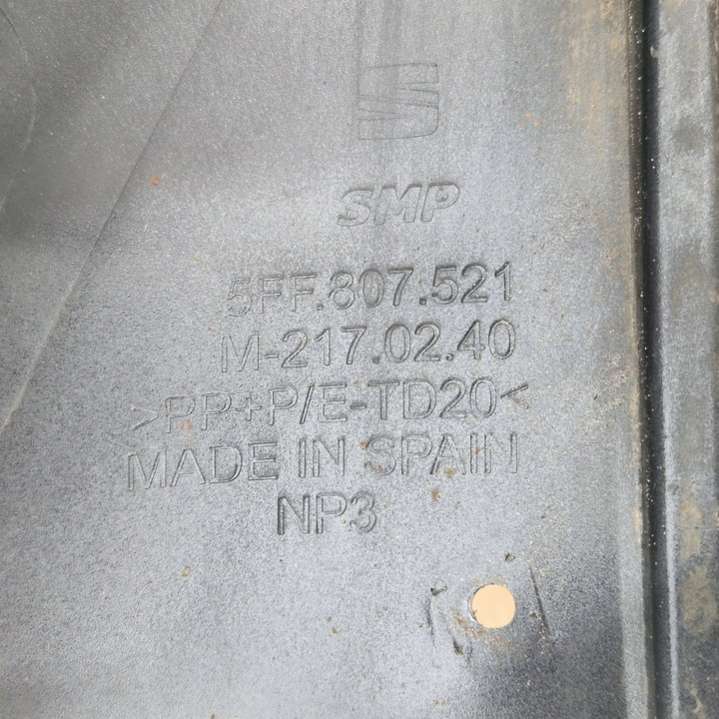 SMP
5FF.807.521
M-217.02.40
>PP+P/E-TD20<
MADE IN SPAIN
NP3